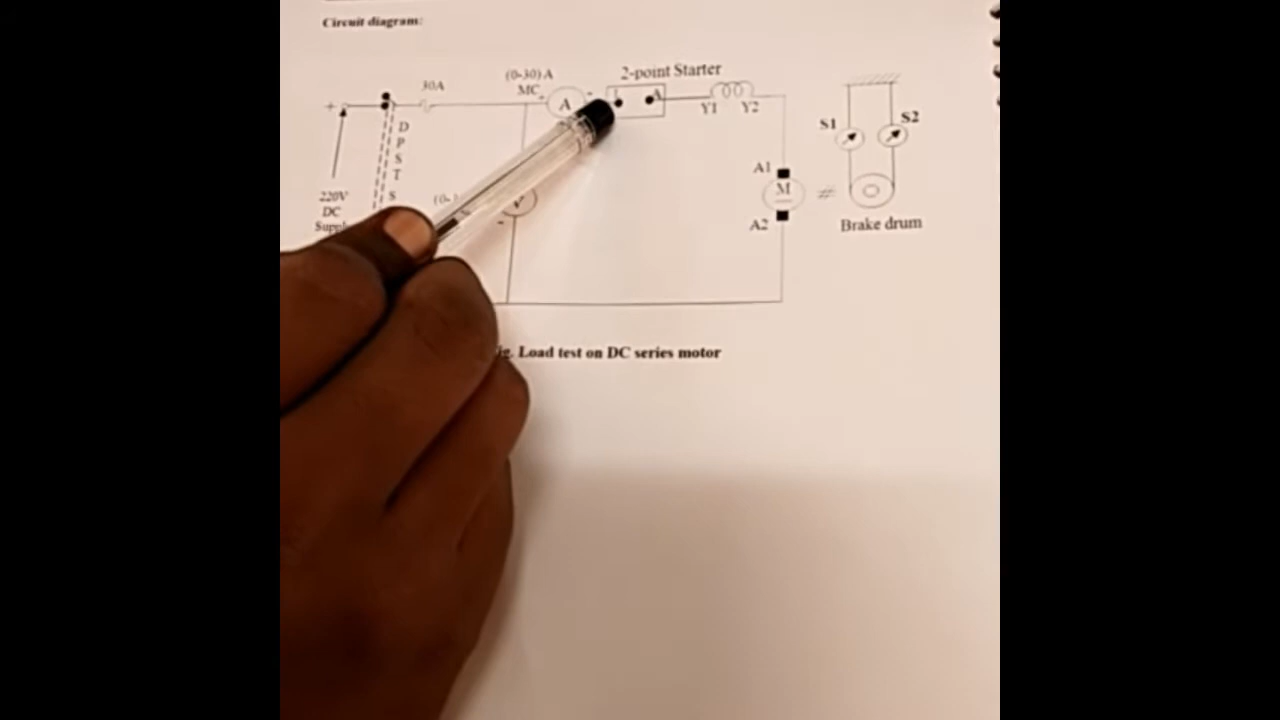 Circuit diagram:
2-point Starter
(0-30) A
MC
30A
+
-
A
A
Y1 Y2
D
P
S
T
S
220V
DC
S1
S2
A1
M
A2
V
-
Brake drum
Load test on DC series motor